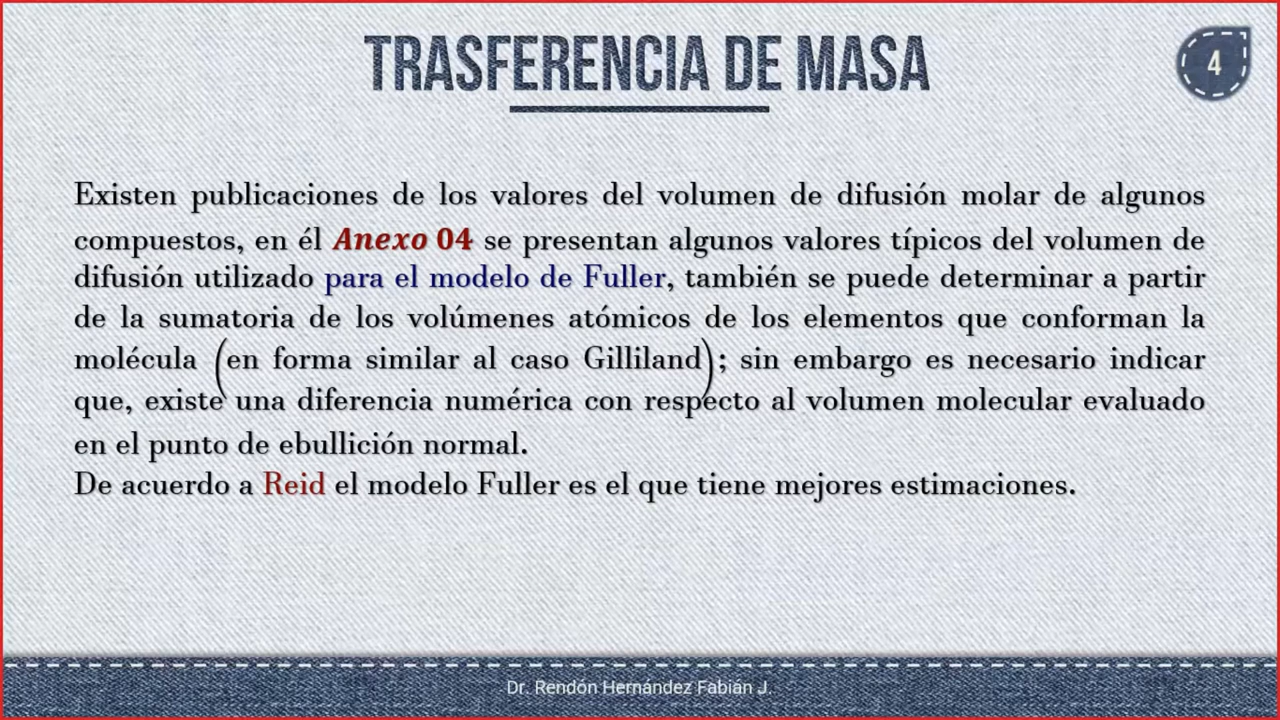 TRASFERENCIA DE MASA
4
Existen publicaciones de los valores del volumen de difusión molar de algunos
compuestos, en él Anexo 04 se presentan algunos valores típicos del volumen de
difusión utilizado para el modelo de Fuller, también se puede determinar a partir
de la sumatoria de los volúmenes atómicos de los elementos que conforman la
molécula (en forma similar al caso Gilliland); sin embargo es necesario indicar
que, existe una diferencia numérica con respecto al volumen molecular evaluado
en el punto de ebullición normal.
De acuerdo a Reid el modelo Fuller es el que tiene mejores estimaciones.
Dr. Rendón Hernández Fabián J.